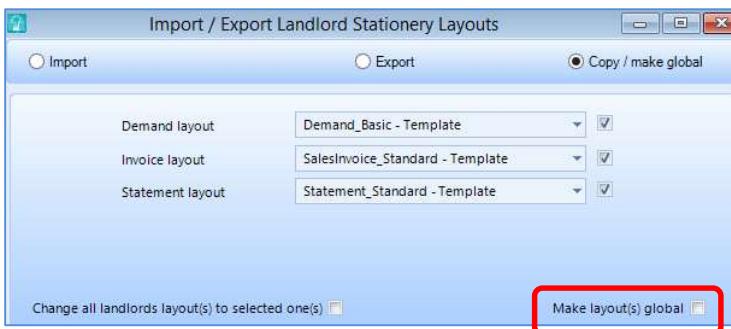 Import / Export Landlord Stationery Layouts
Import Export Copy / make global
Demand layout Demand_Basic - Template
Invoice layout SalesInvoice_Standard - Template
Statement layout Statement_Standard - Template
Change all landlords layout(s) to selected one(s) Make layout(s) global